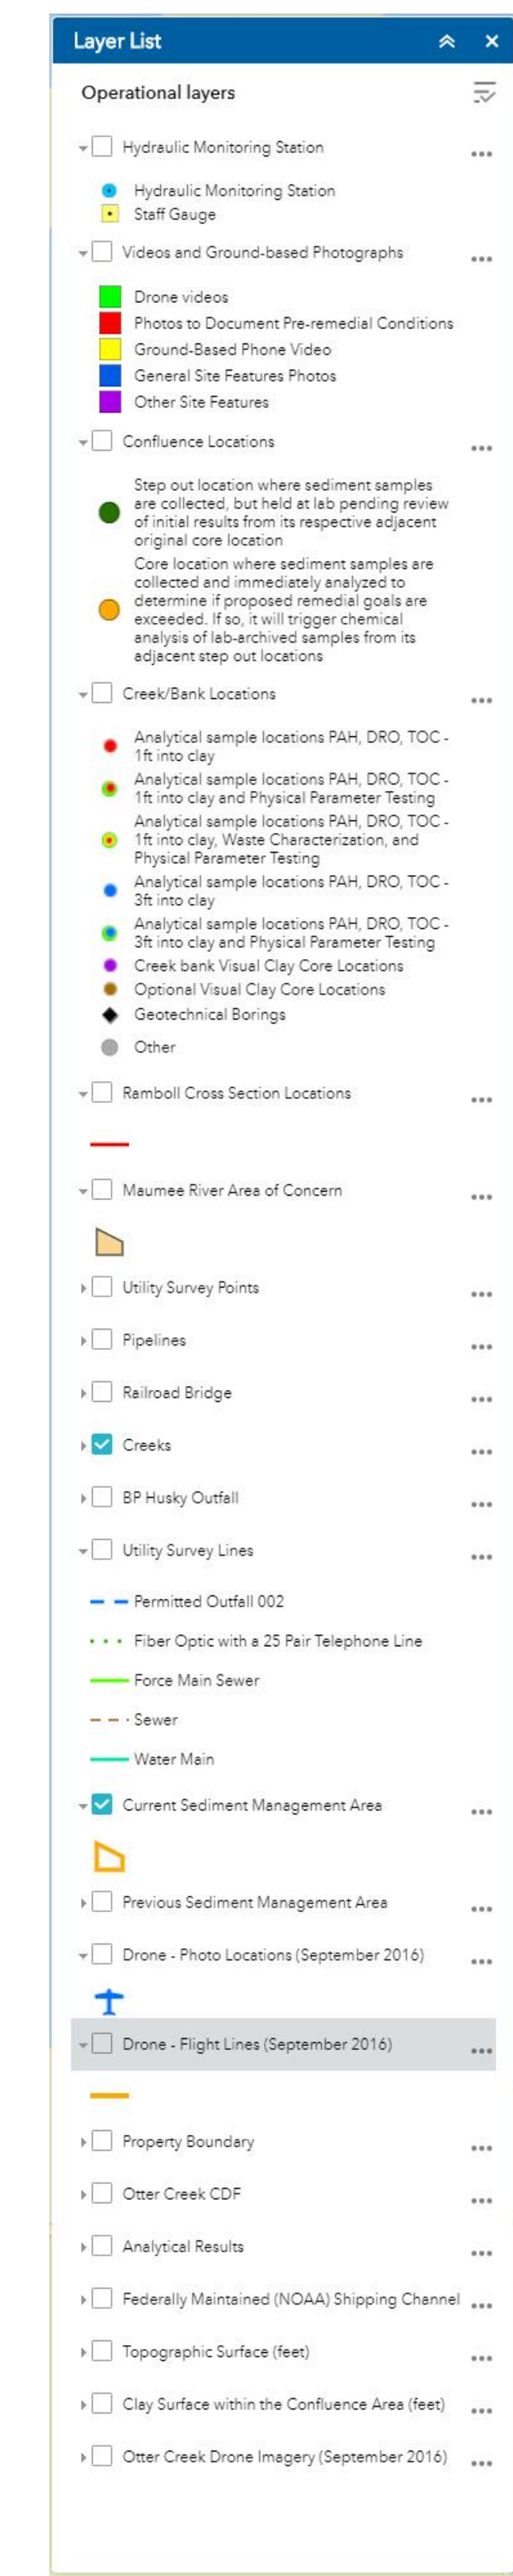 Layer List
Operational layers
Hydraulic Monitoring Station
Hydraulic Monitoring Station
Staff Gauge
Videos and Ground-based Photographs
Drone videos
Photos to Document Pre-remedial Conditions
Ground-Based Phone Video
General Site Features Photos
Other Site Features
Confluence Locations
Step out location where sediment samples
are collected, but held at lab pending review
of initial results from its respective adjacent
original core location
Core location where sediment samples are
collected and immediately analyzed to
determine if proposed remedial goals are
exceeded. If so, it will trigger chemical
analysis of lab-archived samples from its
adjacent step out locations
Creek/Bank Locations
Analytical sample locations PAH, DRO, TOC -
1ft into clay
Analytical sample locations PAH, DRO, TOC -
1ft into clay and Physical Parameter Testing
Analytical sample locations PAH, DRO, TOC -
1ft into clay, Waste Characterization, and
Physical Parameter Testing
Analytical sample locations PAH, DRO, TOC -
3ft into clay
Analytical sample locations PAH, DRO, TOC -
3ft into clay and Physical Parameter Testing
Creek bank Visual Clay Core Locations
Optional Visual Clay Core Locations
Geotechnical Borings
Other
Ramboll Cross Section Locations
Maumee River Area of Concern
Utility Survey Points
Pipelines
Railroad Bridge
Creeks
BP Husky Outfall
Utility Survey Lines
Permitted Outfall 002
Fiber Optic with a 25 Pair Telephone Line
Force Main Sewer
Sewer
Water Main
Current Sediment Management Area
Previous Sediment Management Area
Drone - Photo Locations (September 2016)
Drone - Flight Lines (September 2016)
Property Boundary
Otter Creek CDF
Analytical Results
Federally Maintained (NOAA) Shipping Channel
Topographic Surface (feet)
Clay Surface within the Confluence Area (feet)
Otter Creek Drone Imagery (September 2016)